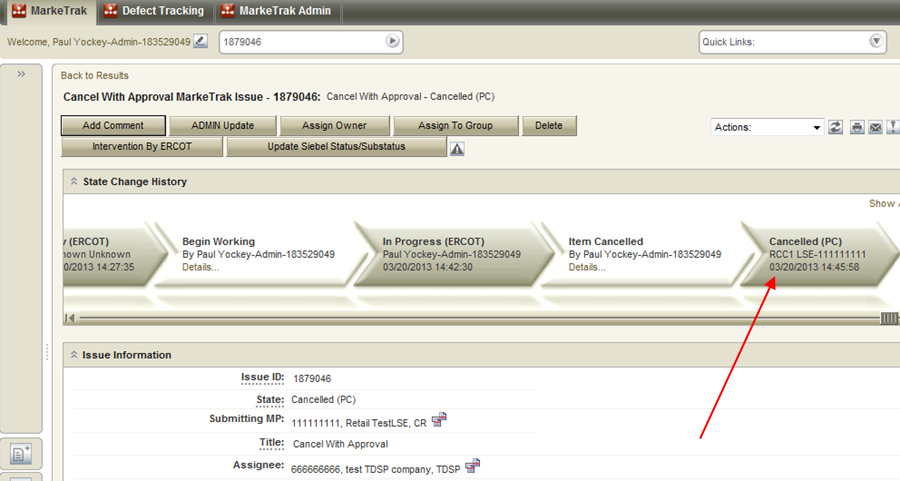 MarkeTrak Defect Tracking MarkeTrak Admin
Welcome, Paul Yockey-Admin-183529049 1879046 Quick Links:
Back to Results
Cancel With Approval MarkeTrak Issue - 1879046: Cancel With Approval - Cancelled (PC)
Add Comment ADMIN Update Assign Owner Assign To Group Delete Actions:
Intervention By ERCOT Update Siebel Status/Substatus
State Change History
Show
(ERCOT) Begin Working In Progress (ERCOT) Item Cancelled Cancelled (PC)
Unknown By Paul Yockey-Admin-183529049 Paul Yockey-Admin-183529049 By Paul Yockey-Admin-183529049 RCC1 LSE-111111111
0/2013 14:27:35 Details... 03/20/2013 14:42:30 Details... 03/20/2013 14:45:58
Issue Information
Issue ID: 1879046
State: Cancelled (PC)
Submitting MP: 111111111, Retail TestLSE, CR
Title: Cancel With Approval
Assignee: 666666666, test TDSP company, TDSP